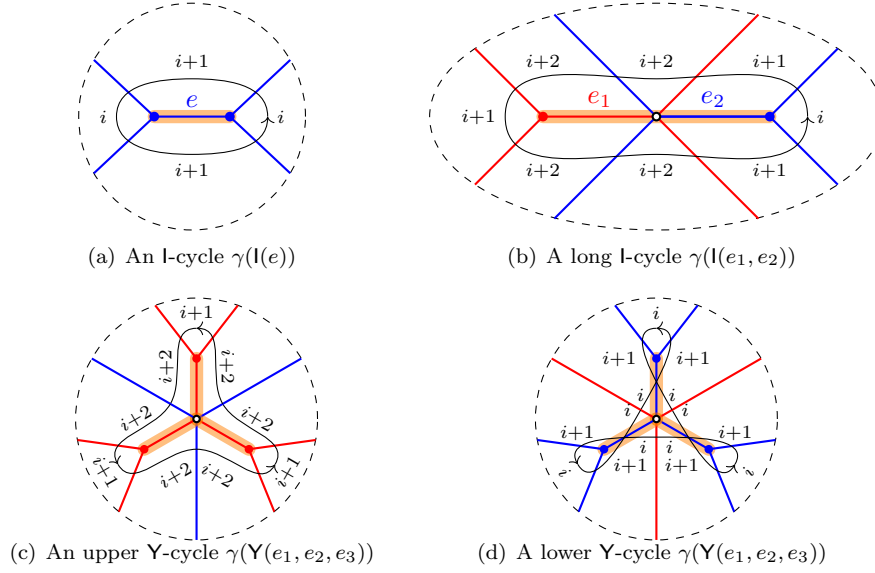 i+1
e
i
i
i+1
(a) An I-cycle γ(I(e))
i+2
i+2
i+1
e₁
e₂
i+1
i
i+2
i+2
i+1
(b) A long I-cycle γ(I(e₁, e₂))
i+1
i+2
i+2
i+2
i+2
i+1
i+2
i+2
i+1
(c) An upper Y-cycle γ(Y(e₁, e₂, e₃))
i
i+1
i+1
i
i
i
i
i+1
i+1
i
i
i
i+1
i+1
i
(d) A lower Y-cycle γ(Y(e₁, e₂, e₃))